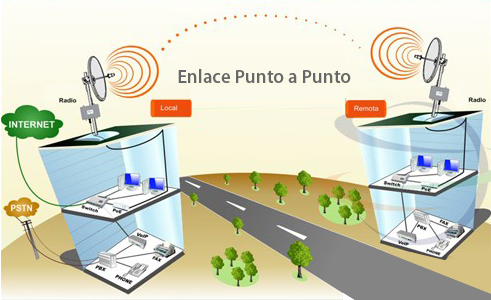 Enlace Punto a Punto
Radio
Local
Remota
Radio
INTERNET
Switch
PoE
PSTN
VoIP
PBX
FAX
PHONE
Switch
PoE
VoIP
PBX
FAX
PHONE